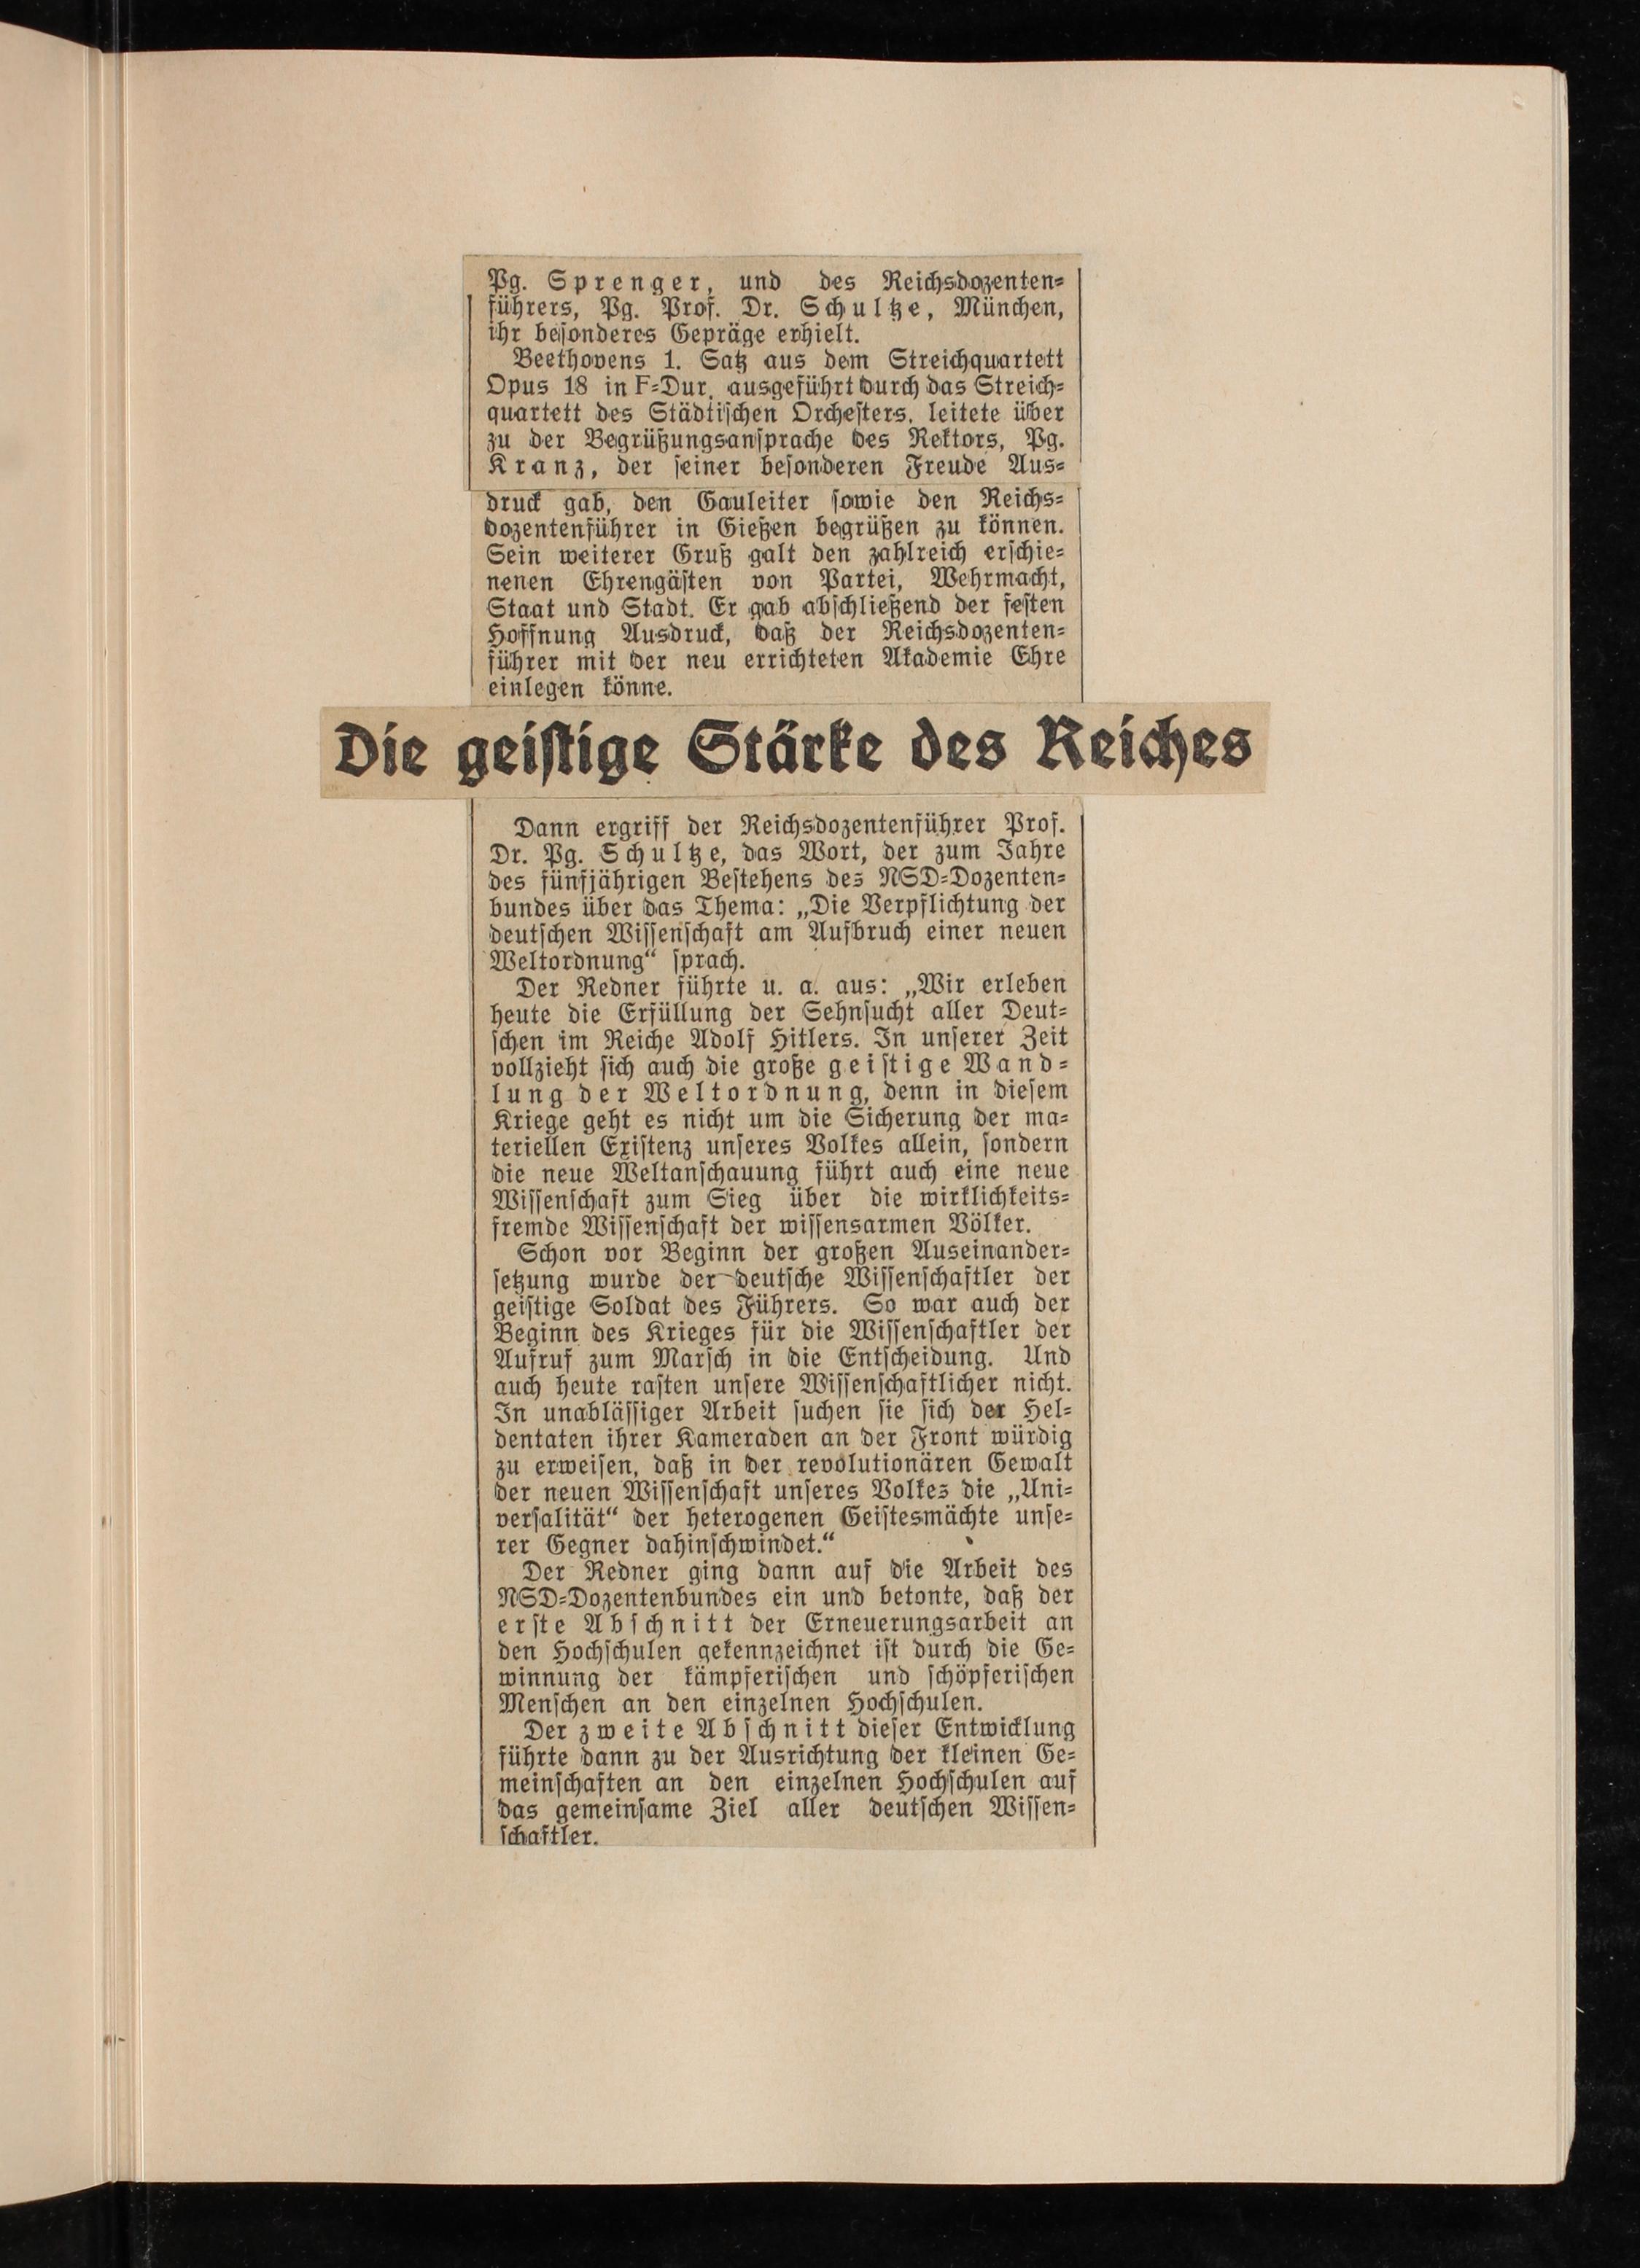 Pg. Sprenger, und des Reichsdozenten-
führers, Pg. Prof. Dr. Schultze, München,
ihr besonderes Gepräge erhielt.
Beethovens 1. Satz aus dem Streichquartett
Opus 18 in F-Dur, ausgeführt durch das Streich-
quartett des Städtischen Orchesters, leitete über
zu der Begrüßungsansprache des Rektors, Pg.
Kranz, der seiner besonderen Freude Aus-
druck gab, den Gauleiter sowie den Reichs-
dozentenführer in Gießen begrüßen zu können.
Sein weiterer Gruß galt den zahlreich erschie-
nenen Ehrengästen von Partei, Wehrmacht,
Staat und Stadt. Er gab abschließend der festen
Hoffnung Ausdruck, daß der Reichsdozenten-
führer mit der neu errichteten Akademie Ehre
einlegen könne.
Die geistige Stärke des Reiches
Dann ergriff der Reichsdozentenführer Prof.
Dr. Pg. Schultze, das Wort, der zum Jahre
des fünfjährigen Bestehens des NSD-Dozenten-
bundes über das Thema: „Die Verpflichtung der
deutschen Wissenschaft am Aufbruch einer neuen
Weltordnung“ sprach.
Der Redner führte u. a. aus: „Wir erleben
heute die Erfüllung der Sehnsucht aller Deut-
schen im Reiche Adolf Hitlers. In unserer Zeit
vollzieht sich auch die große geistige Wand-
lung der Weltordnung, denn in diesem
Kriege geht es nicht um die Sicherung der ma-
teriellen Existenz unseres Volkes allein, sondern
die neue Weltanschauung führt auch eine neue
Wissenschaft zum Sieg über die wirklichkeits-
fremde Wissenschaft der wissensarmen Völker.
Schon vor Beginn der großen Auseinander-
setzung wurde der deutsche Wissenschaftler der
geistige Soldat des Führers. So war auch der
Beginn des Krieges für die Wissenschaftler der
Aufruf zum Marsch in die Entscheidung. Und
auch heute rasten unsere Wissenschaftlicher nicht.
In unablässiger Arbeit suchen sie sich der Hel-
dentaten ihrer Kameraden an der Front würdig
zu erweisen, daß in der revolutionären Gewalt
der neuen Wissenschaft unseres Volkes die „Uni-
versalität“ der heterogenen Geistesmächte unse-
rer Gegner dahinschwindet.“
Der Redner ging dann auf die Arbeit des
NSD-Dozentenbundes ein und betonte, daß der
erste Abschnitt der Erneuerungsarbeit an
den Hochschulen gekennzeichnet ist durch die Ge-
winnung der kämpferischen und schöpferischen
Menschen an den einzelnen Hochschulen.
Der zweite Abschnitt dieser Entwicklung
führte dann zu der Ausrichtung der kleinen Ge-
meinschaften an den einzelnen Hochschulen auf
das gemeinsame Ziel aller deutschen Wissen-
schaftler.